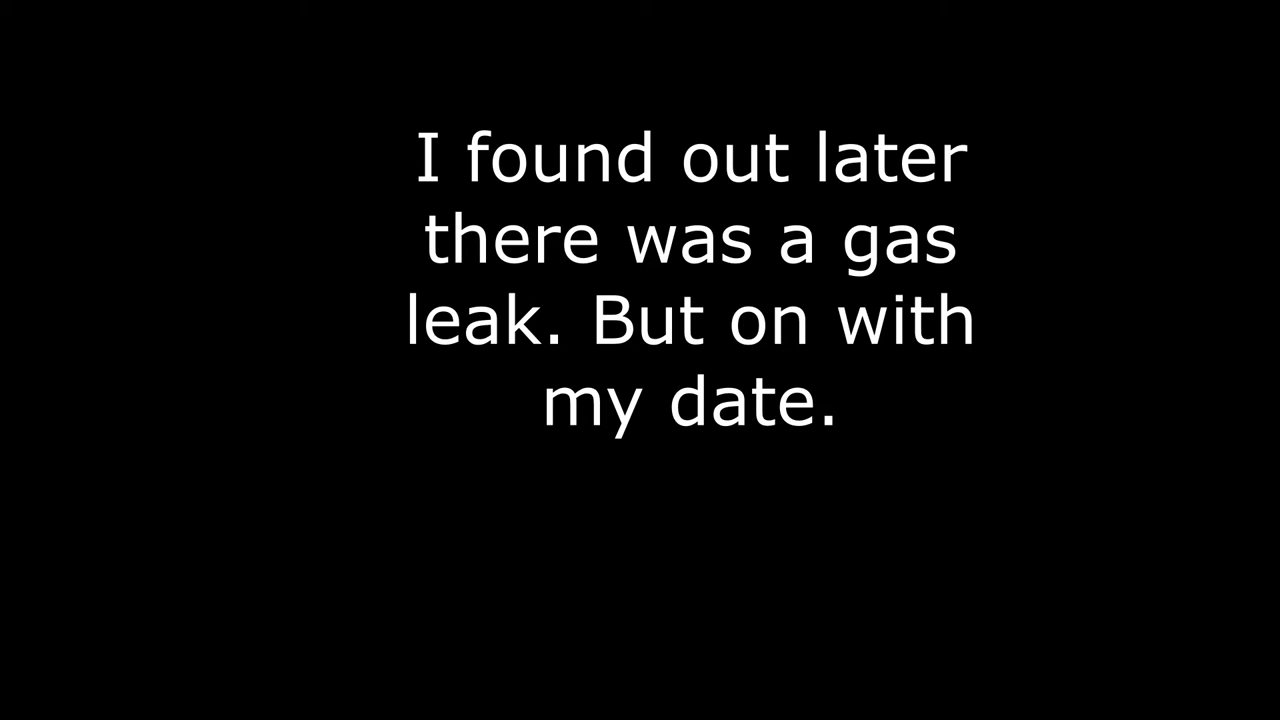 I found out later
there was a gas
leak. But on with
my date.